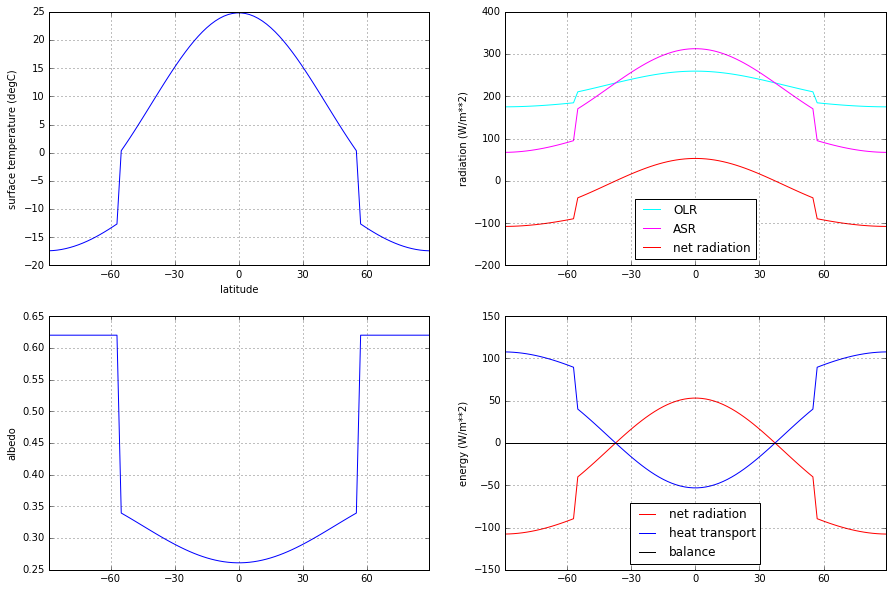 25
20
15
10
5
0
−5
−10
−15
−20
surface temperature (degC)
−60 −30 0 30 60
latitude
400
300
200
100
0
−100
−200
radiation (W/m**2)
OLR
ASR
net radiation
−60 −30 0 30 60
0.65
0.60
0.55
0.50
0.45
0.40
0.35
0.30
0.25
albedo
−60 −30 0 30 60
150
100
50
0
−50
−100
−150
energy (W/m**2)
net radiation
heat transport
balance
−60 −30 0 30 60